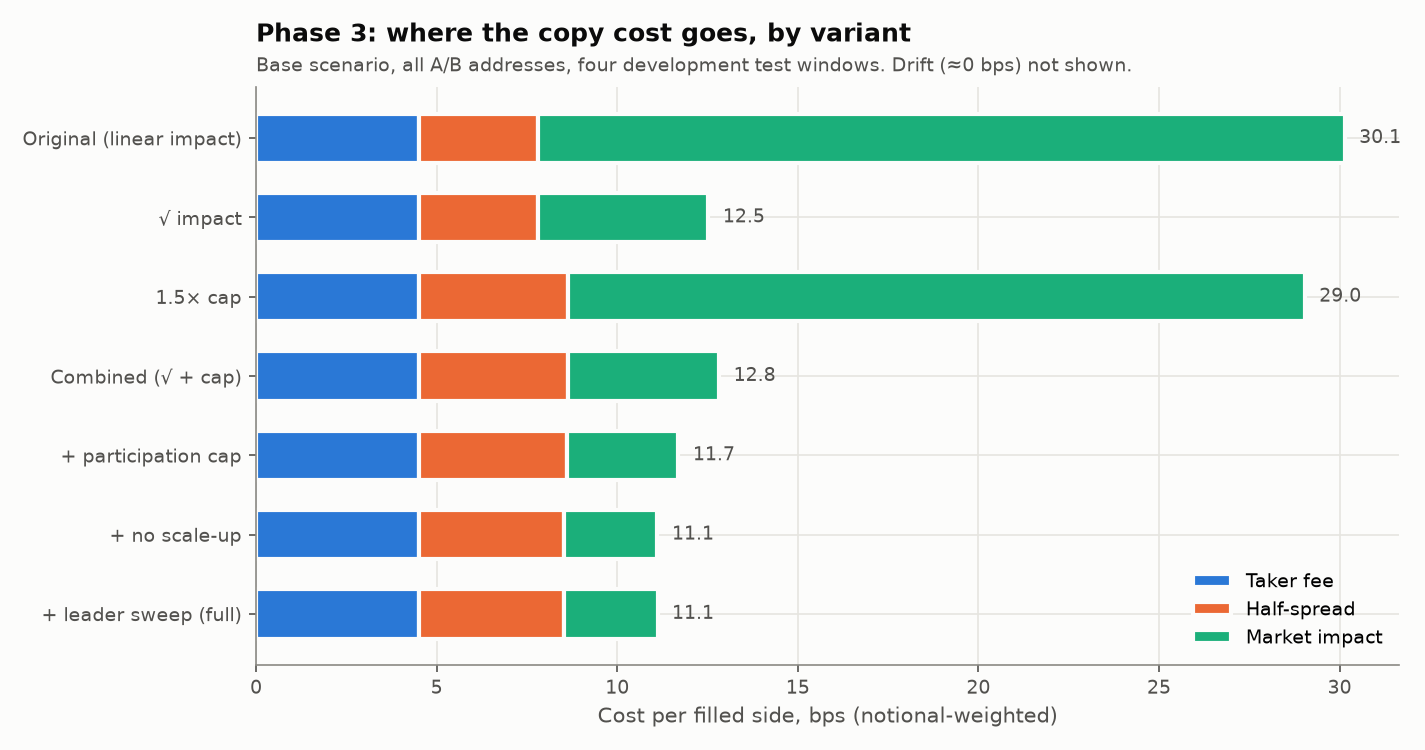 Phase 3: where the copy cost goes, by variant
Base scenario, all A/B addresses, four development test windows. Drift (≈0 bps) not shown.
Original (linear impact)
30.1
√ impact
12.5
1.5× cap
29.0
Combined (√ + cap)
12.8
+ participation cap
11.7
+ no scale-up
11.1
+ leader sweep (full)
11.1
Taker fee
Half-spread
Market impact
0 5 10 15 20 25 30
Cost per filled side, bps (notional-weighted)